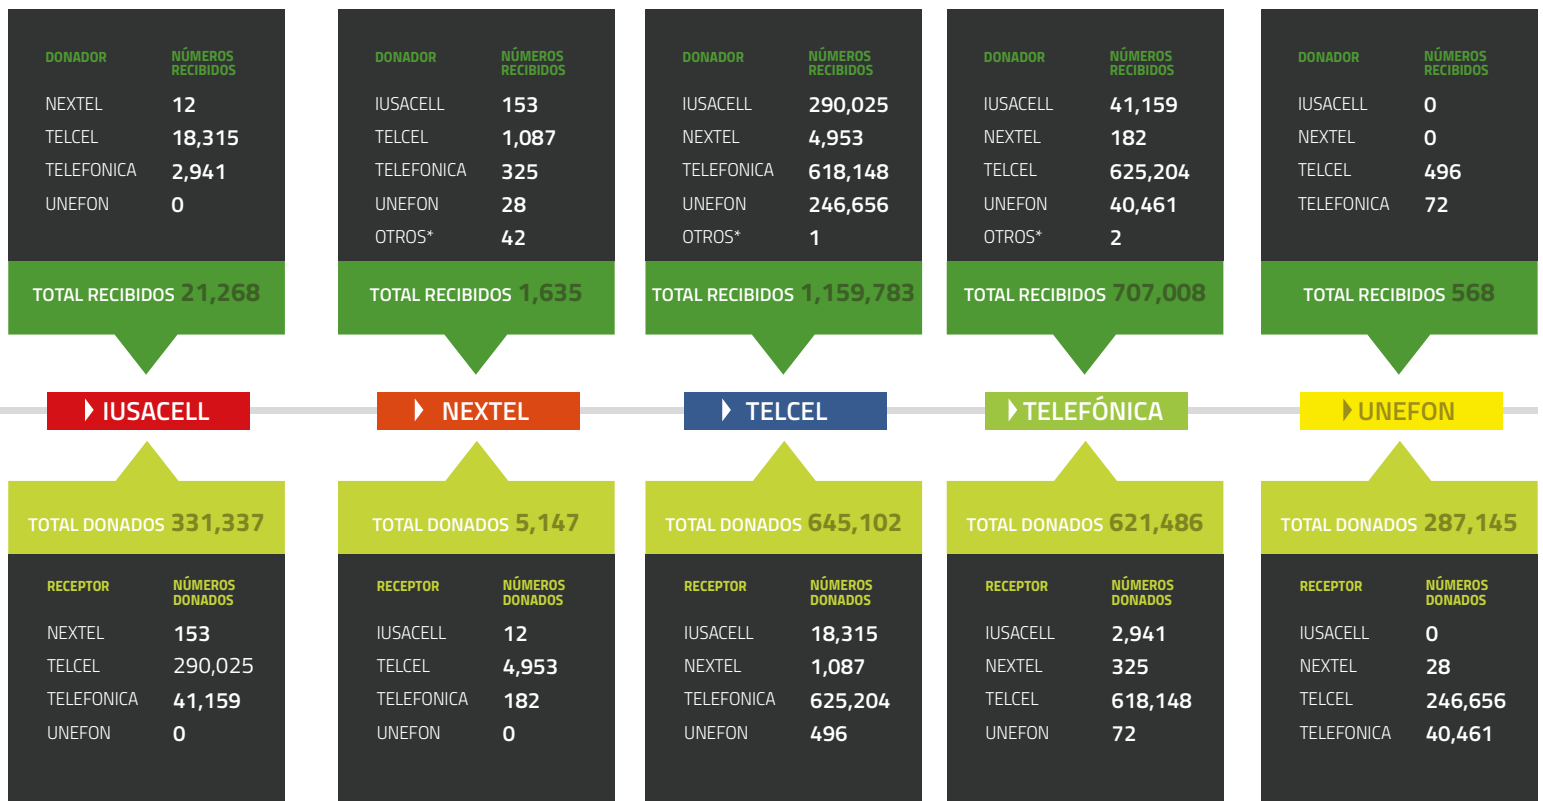 DONADOR NÚMEROS RECIBIDOS
NEXTEL 12
TELCEL 18,315
TELEFONICA 2,941
UNEFON 0
TOTAL RECIBIDOS 21,268
IUSACELL
TOTAL DONADOS 331,337
RECEPTOR NÚMEROS DONADOS
NEXTEL 153
TELCEL 290,025
TELEFONICA 41,159
UNEFON 0
DONADOR NÚMEROS RECIBIDOS
IUSACELL 153
TELCEL 1,087
TELEFONICA 325
UNEFON 28
OTROS* 42
TOTAL RECIBIDOS 1,635
NEXTEL
TOTAL DONADOS 5,147
RECEPTOR NÚMEROS DONADOS
IUSACELL 12
TELCEL 4,953
TELEFONICA 182
UNEFON 0
DONADOR NÚMEROS RECIBIDOS
IUSACELL 290,025
NEXTEL 4,953
TELEFONICA 618,148
UNEFON 246,656
OTROS* 1
TOTAL RECIBIDOS 1,159,783
TELCEL
TOTAL DONADOS 645,102
RECEPTOR NÚMEROS DONADOS
IUSACELL 18,315
NEXTEL 1,087
TELEFONICA 625,204
UNEFON 496
DONADOR NÚMEROS RECIBIDOS
IUSACELL 41,159
NEXTEL 182
TELCEL 625,204
UNEFON 40,461
OTROS* 2
TOTAL RECIBIDOS 707,008
TELEFÓNICA
TOTAL DONADOS 621,486
RECEPTOR NÚMEROS DONADOS
IUSACELL 2,941
NEXTEL 325
TELCEL 618,148
UNEFON 72
DONADOR NÚMEROS RECIBIDOS
IUSACELL 0
NEXTEL 0
TELCEL 496
TELEFONICA 72
TOTAL RECIBIDOS 568
UNEFON
TOTAL DONADOS 287,145
RECEPTOR NÚMEROS DONADOS
IUSACELL 0
NEXTEL 28
TELCEL 246,656
TELEFONICA 40,461